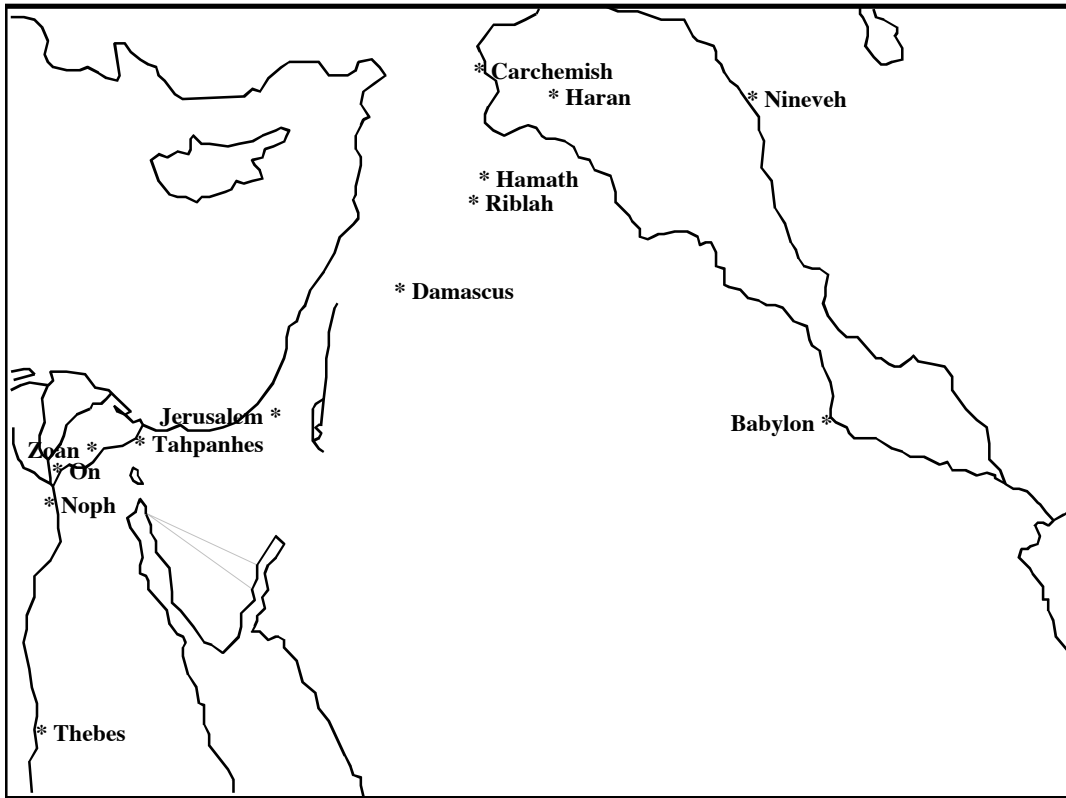 * Carchemish
* Haran
* Nineveh
* Hamath
* Riblah
* Damascus
Jerusalem *
Babylon *
* Tahpanhes
Zoan *
* On
* Noph
* Thebes